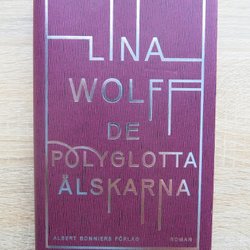 LINA
WOLFF
DE
POLYGLOTTA
ÄLSKARNA
ALBERT BONNIERS FÖRLAG ROMAN